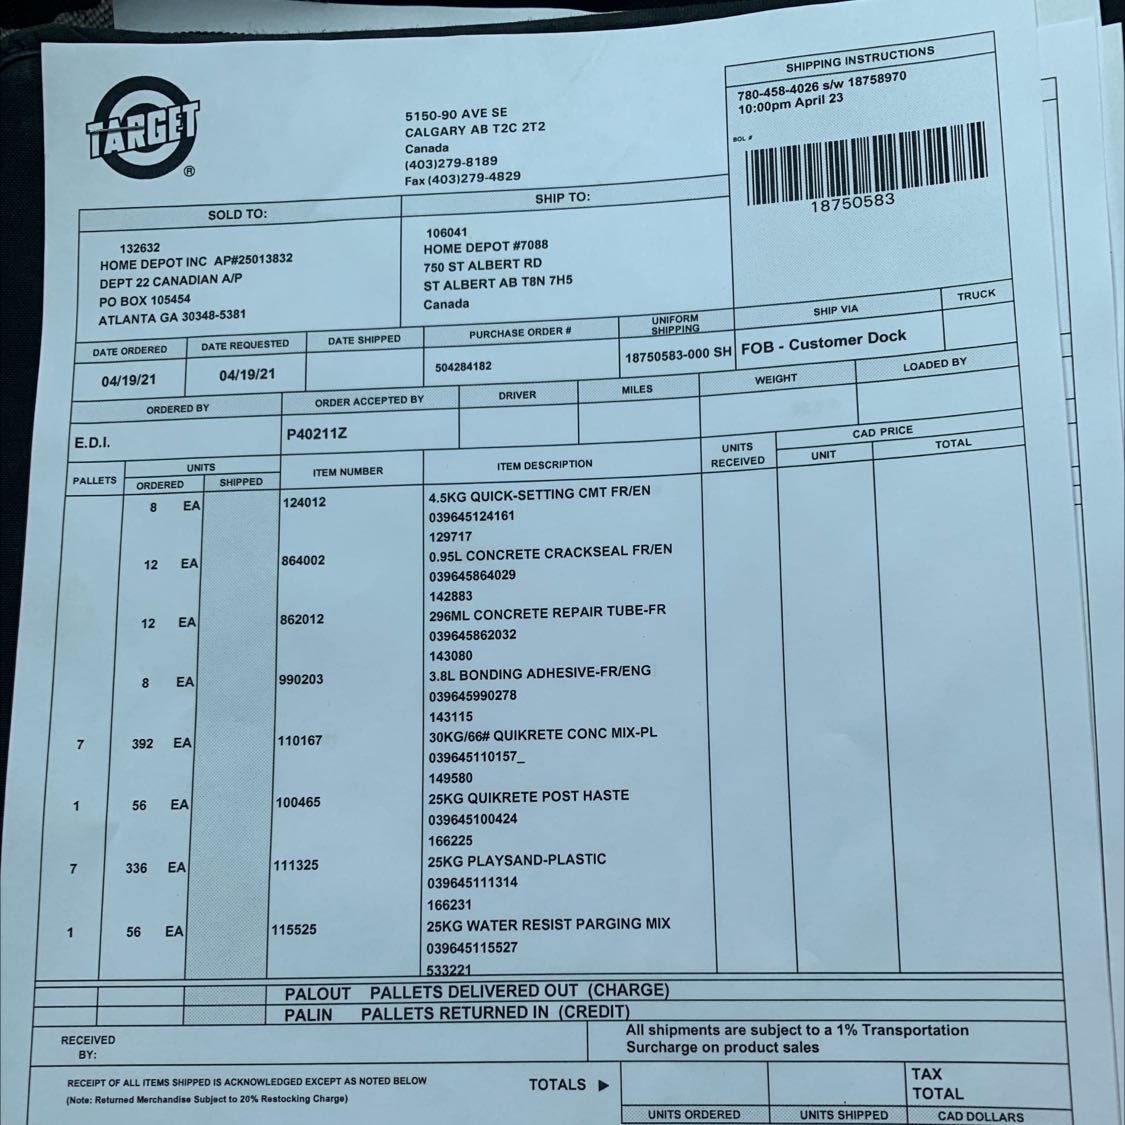 TARGET
®
5150-90 AVE SE
CALGARY AB T2C 2T2
Canada
(403)279-8189
Fax (403)279-4829
SHIPPING INSTRUCTIONS
780-458-4026 s/w 18758970
10:00pm April 23
BOL #
18750583
SOLD TO:
132632
HOME DEPOT INC AP#25013832
DEPT 22 CANADIAN A/P
PO BOX 105454
ATLANTA GA 30348-5381
SHIP TO:
106041
HOME DEPOT #7088
750 ST ALBERT RD
ST ALBERT AB T8N 7H5
Canada
DATE ORDERED DATE REQUESTED DATE SHIPPED PURCHASE ORDER # UNIFORM SHIPPING SHIP VIA TRUCK
04/19/21 04/19/21 504284182 18750583-000 SH FOB - Customer Dock
ORDERED BY ORDER ACCEPTED BY DRIVER MILES WEIGHT LOADED BY
E.D.I. P40211Z
PALLETS UNITS ITEM NUMBER ITEM DESCRIPTION UNITS RECEIVED CAD PRICE
ORDERED SHIPPED UNIT TOTAL
8 EA 124012 4.5KG QUICK-SETTING CMT FR/EN
039645124161
129717
12 EA 864002 0.95L CONCRETE CRACKSEAL FR/EN
039645864029
142883
12 EA 862012 296ML CONCRETE REPAIR TUBE-FR
039645862032
143080
8 EA 990203 3.8L BONDING ADHESIVE-FR/ENG
039645990278
143115
7 392 EA 110167 30KG/66# QUIKRETE CONC MIX-PL
039645110157_
149580
1 56 EA 100465 25KG QUIKRETE POST HASTE
039645100424
166225
7 336 EA 111325 25KG PLAYSAND-PLASTIC
039645111314
166231
1 56 EA 115525 25KG WATER RESIST PARGING MIX
039645115527
533221
PALOUT PALLETS DELIVERED OUT (CHARGE)
PALIN PALLETS RETURNED IN (CREDIT)
RECEIVED
BY:
All shipments are subject to a 1% Transportation
Surcharge on product sales
RECEIPT OF ALL ITEMS SHIPPED IS ACKNOWLEDGED EXCEPT AS NOTED BELOW
(Note: Returned Merchandise Subject to 20% Restocking Charge)
TOTALS
TAX
TOTAL
UNITS ORDERED UNITS SHIPPED CAD DOLLARS